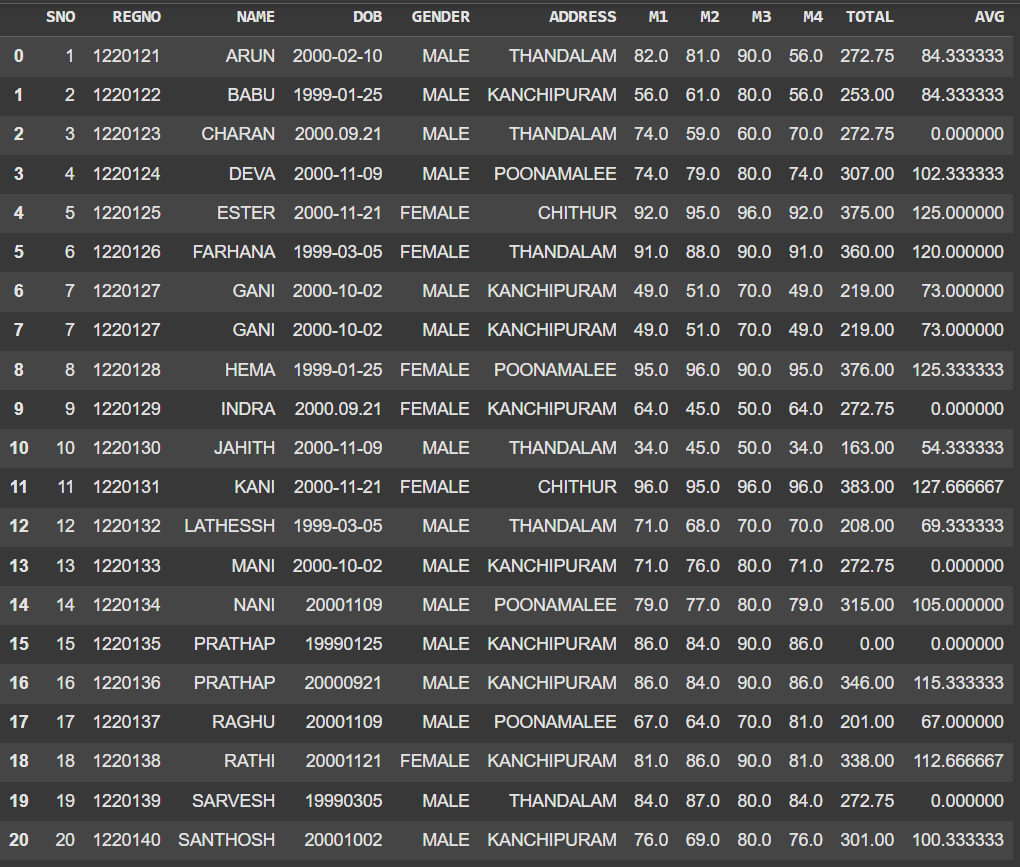 SNO REGNO NAME DOB GENDER ADDRESS M1 M2 M3 M4 TOTAL AVG
0 1 1220121 ARUN 2000-02-10 MALE THANDALAM 82.0 81.0 90.0 56.0 272.75 84.333333
1 2 1220122 BABU 1999-01-25 MALE KANCHIPURAM 56.0 61.0 80.0 56.0 253.00 84.333333
2 3 1220123 CHARAN 2000.09.21 MALE THANDALAM 74.0 59.0 60.0 70.0 272.75 0.000000
3 4 1220124 DEVA 2000-11-09 MALE POONAMALEE 74.0 79.0 80.0 74.0 307.00 102.333333
4 5 1220125 ESTER 2000-11-21 FEMALE CHITHUR 92.0 95.0 96.0 92.0 375.00 125.000000
5 6 1220126 FARHANA 1999-03-05 FEMALE THANDALAM 91.0 88.0 90.0 91.0 360.00 120.000000
6 7 1220127 GANI 2000-10-02 MALE KANCHIPURAM 49.0 51.0 70.0 49.0 219.00 73.000000
7 7 1220127 GANI 2000-10-02 MALE KANCHIPURAM 49.0 51.0 70.0 49.0 219.00 73.000000
8 8 1220128 HEMA 1999-01-25 FEMALE POONAMALEE 95.0 96.0 90.0 95.0 376.00 125.333333
9 9 1220129 INDRA 2000.09.21 FEMALE KANCHIPURAM 64.0 45.0 50.0 64.0 272.75 0.000000
10 10 1220130 JAHITH 2000-11-09 MALE THANDALAM 34.0 45.0 50.0 34.0 163.00 54.333333
11 11 1220131 KANI 2000-11-21 FEMALE CHITHUR 96.0 95.0 96.0 96.0 383.00 127.666667
12 12 1220132 LATHESSH 1999-03-05 MALE THANDALAM 71.0 68.0 70.0 70.0 208.00 69.333333
13 13 1220133 MANI 2000-10-02 MALE KANCHIPURAM 71.0 76.0 80.0 71.0 272.75 0.000000
14 14 1220134 NANI 20001109 MALE POONAMALEE 79.0 77.0 80.0 79.0 315.00 105.000000
15 15 1220135 PRATHAP 19990125 MALE KANCHIPURAM 86.0 84.0 90.0 86.0 0.00 0.000000
16 16 1220136 PRATHAP 20000921 MALE KANCHIPURAM 86.0 84.0 90.0 86.0 346.00 115.333333
17 17 1220137 RAGHU 20001109 MALE POONAMALEE 67.0 64.0 70.0 81.0 201.00 67.000000
18 18 1220138 RATHI 20001121 FEMALE KANCHIPURAM 81.0 86.0 90.0 81.0 338.00 112.666667
19 19 1220139 SARVESH 19990305 MALE THANDALAM 84.0 87.0 80.0 84.0 272.75 0.000000
20 20 1220140 SANTHOSH 20001002 MALE KANCHIPURAM 76.0 69.0 80.0 76.0 301.00 100.333333